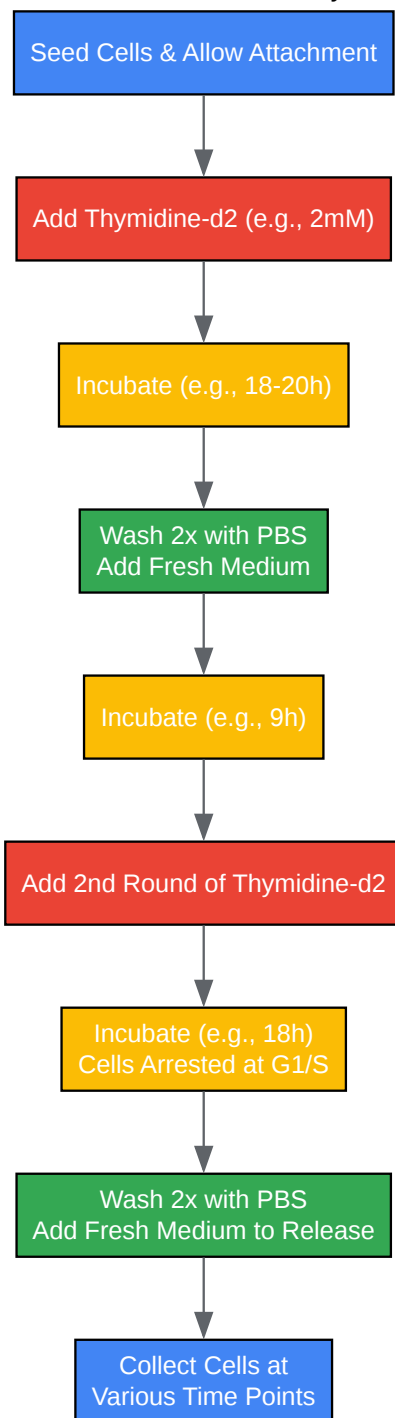 Seed Cells & Allow Attachment
Add Thymidine-d2 (e.g., 2mM)
Incubate (e.g., 18-20h)
Wash 2x with PBS
Add Fresh Medium
Incubate (e.g., 9h)
Add 2nd Round of Thymidine-d2
Incubate (e.g., 18h)
Cells Arrested at G1/S
Wash 2x with PBS
Add Fresh Medium to Release
Collect Cells at
Various Time Points